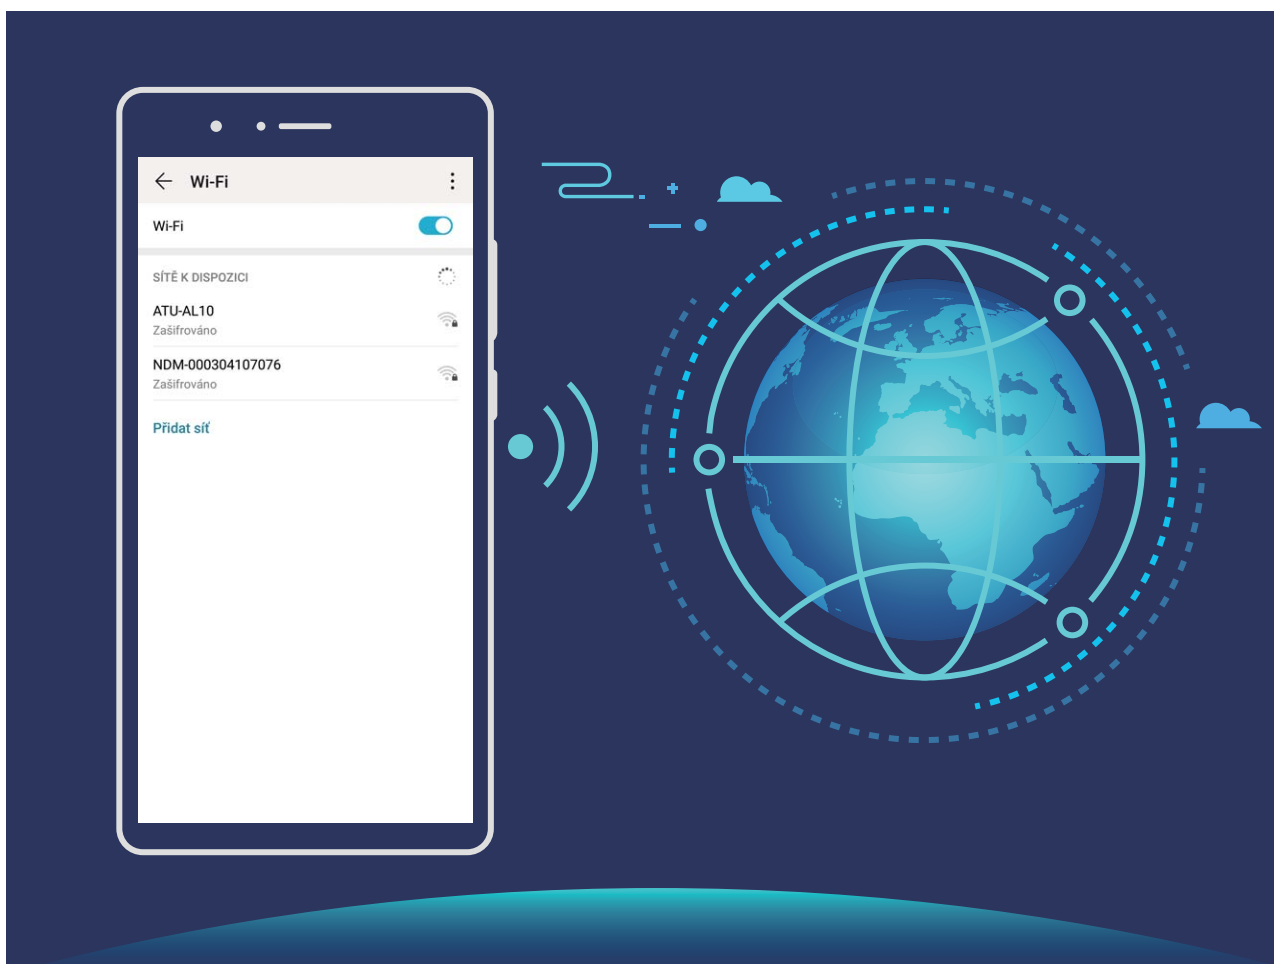 Wi-Fi
Wi-Fi
SÍTĚ K DISPOZICI
ATU-AL10
Zašifrováno
NDM-000304107076
Zašifrováno
Přidat síť